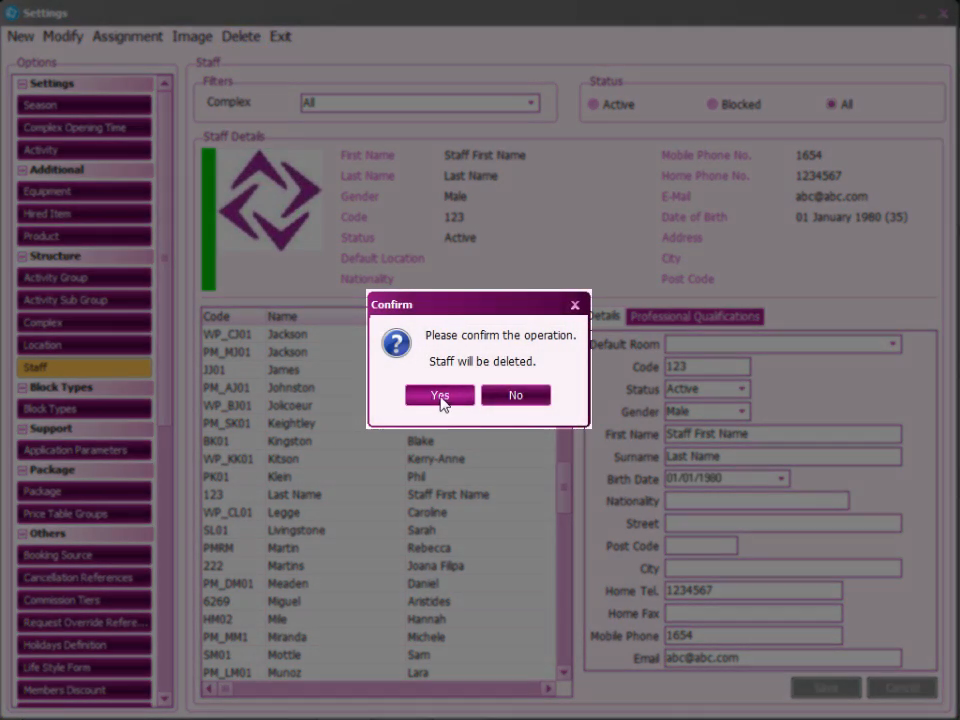 Settings
New Modify Assignment Image Delete Exit
Options
Settings
Season
Complex Opening Time
Activity
Additional
Equipment
Hired Item
Product
Structure
Activity Group
Activity Sub Group
Complex
Location
Staff
Block Types
Block Types
Support
Application Parameters
Package
Package
Price Table Groups
Others
Booking Source
Cancellation References
Commission Tiers
Request Override Refere...
Holidays Definition
Life Style Form
Members Discount
Staff
Filters
Complex All
Status
Active Blocked All
Staff Details
First Name Staff First Name Mobile Phone No. 1654
Last Name Last Name Home Phone No. 1234567
Gender Male E-Mail abc@abc.com
Code 123 Date of Birth 01 January 1980 (35)
Status Active Address
Default Location City
Nationality Post Code
Code Name
WP_CJ01 Jackson
PM_MJ01 Jackson
JJ01 James
PM_AJ01 Johnston
WP_BJ01 Jolicoeur
PM_SK01 Keightley
BK01 Kingston Blake
WP_KK01 Kitson Kerry-Anne
PK01 Klein Phil
123 Last Name Staff First Name
WP_CL01 Legge Caroline
SL01 Livingstone Sarah
PMRM Martin Rebecca
222 Martins Joana Filipa
PM_DM01 Meaden Daniel
6269 Miguel Aristides
HM02 Mile Hannah
PM_MM1 Miranda Michele
SM01 Mottle Sam
PM_LM01 Munoz Lara
Confirm X
Please confirm the operation.
Staff will be deleted.
Yes No
Details Professional Qualifications
Default Room
Code 123
Status Active
Gender Male
First Name Staff First Name
Surname Last Name
Birth Date 01/01/1980
Nationality
Street
Post Code
City
Home Tel. 1234567
Home Fax
Mobile Phone 1654
Email abc@abc.com
Save Cancel